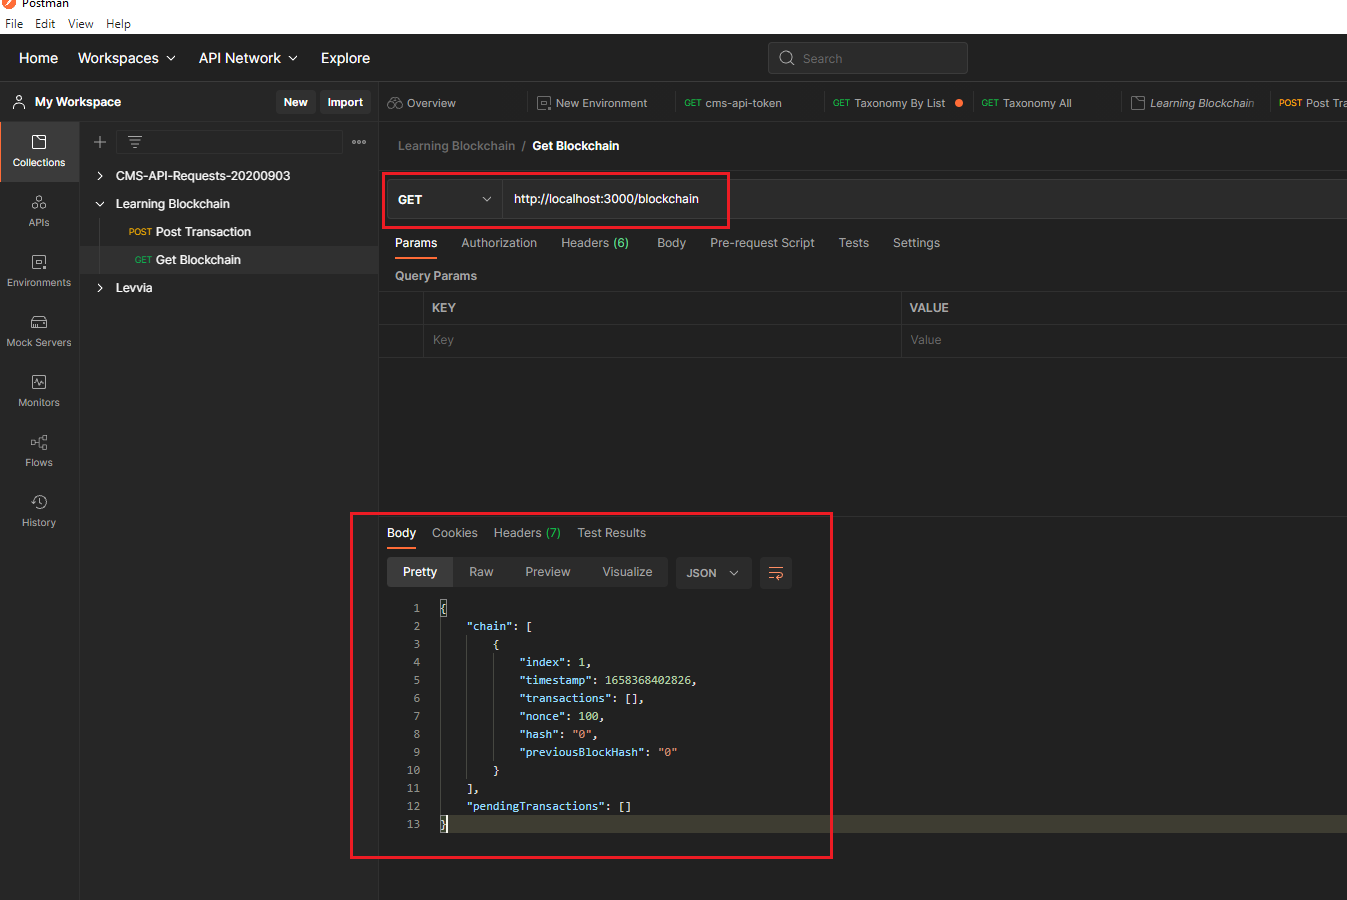 Postman
File Edit View Help
Home Workspaces API Network Explore Search
My Workspace New Import
Overview New Environment GET cms-api-token GET Taxonomy By List GET Taxonomy All Learning Blockchain POST Post Tra
Collections
APIs
Environments
Mock Servers
Monitors
Flows
History
CMS-API-Requests-20200903
Learning Blockchain
POST Post Transaction
GET Get Blockchain
Levvia
Learning Blockchain / Get Blockchain
GET http://localhost:3000/blockchain
Params Authorization Headers (6) Body Pre-request Script Tests Settings
Query Params
KEY VALUE
Key Value
Body Cookies Headers (7) Test Results
Pretty Raw Preview Visualize JSON
1 {
2 "chain": [
3 {
4 "index": 1,
5 "timestamp": 1658368402826,
6 "transactions": [],
7 "nonce": 100,
8 "hash": "0",
9 "previousBlockHash": "0"
10 }
11 ],
12 "pendingTransactions": []
13 }